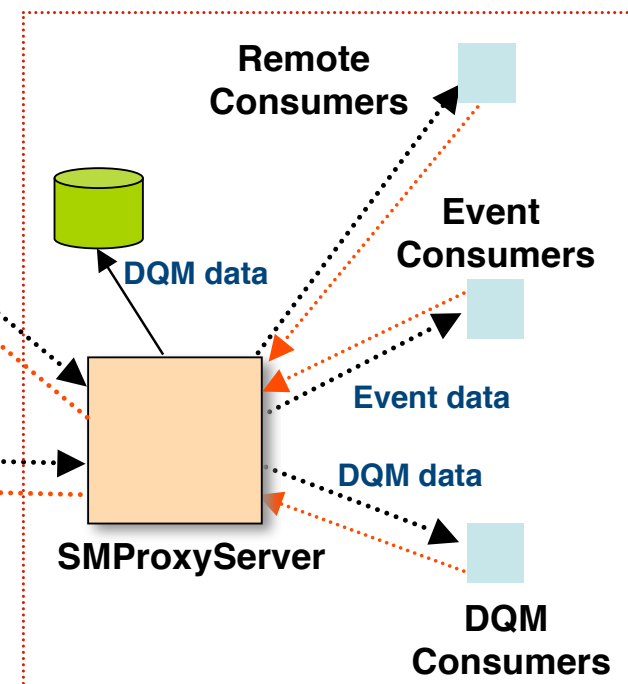 Remote
Consumers
Event
Consumers
DQM data
Event data
DQM data
SMProxyServer
DQM
Consumers